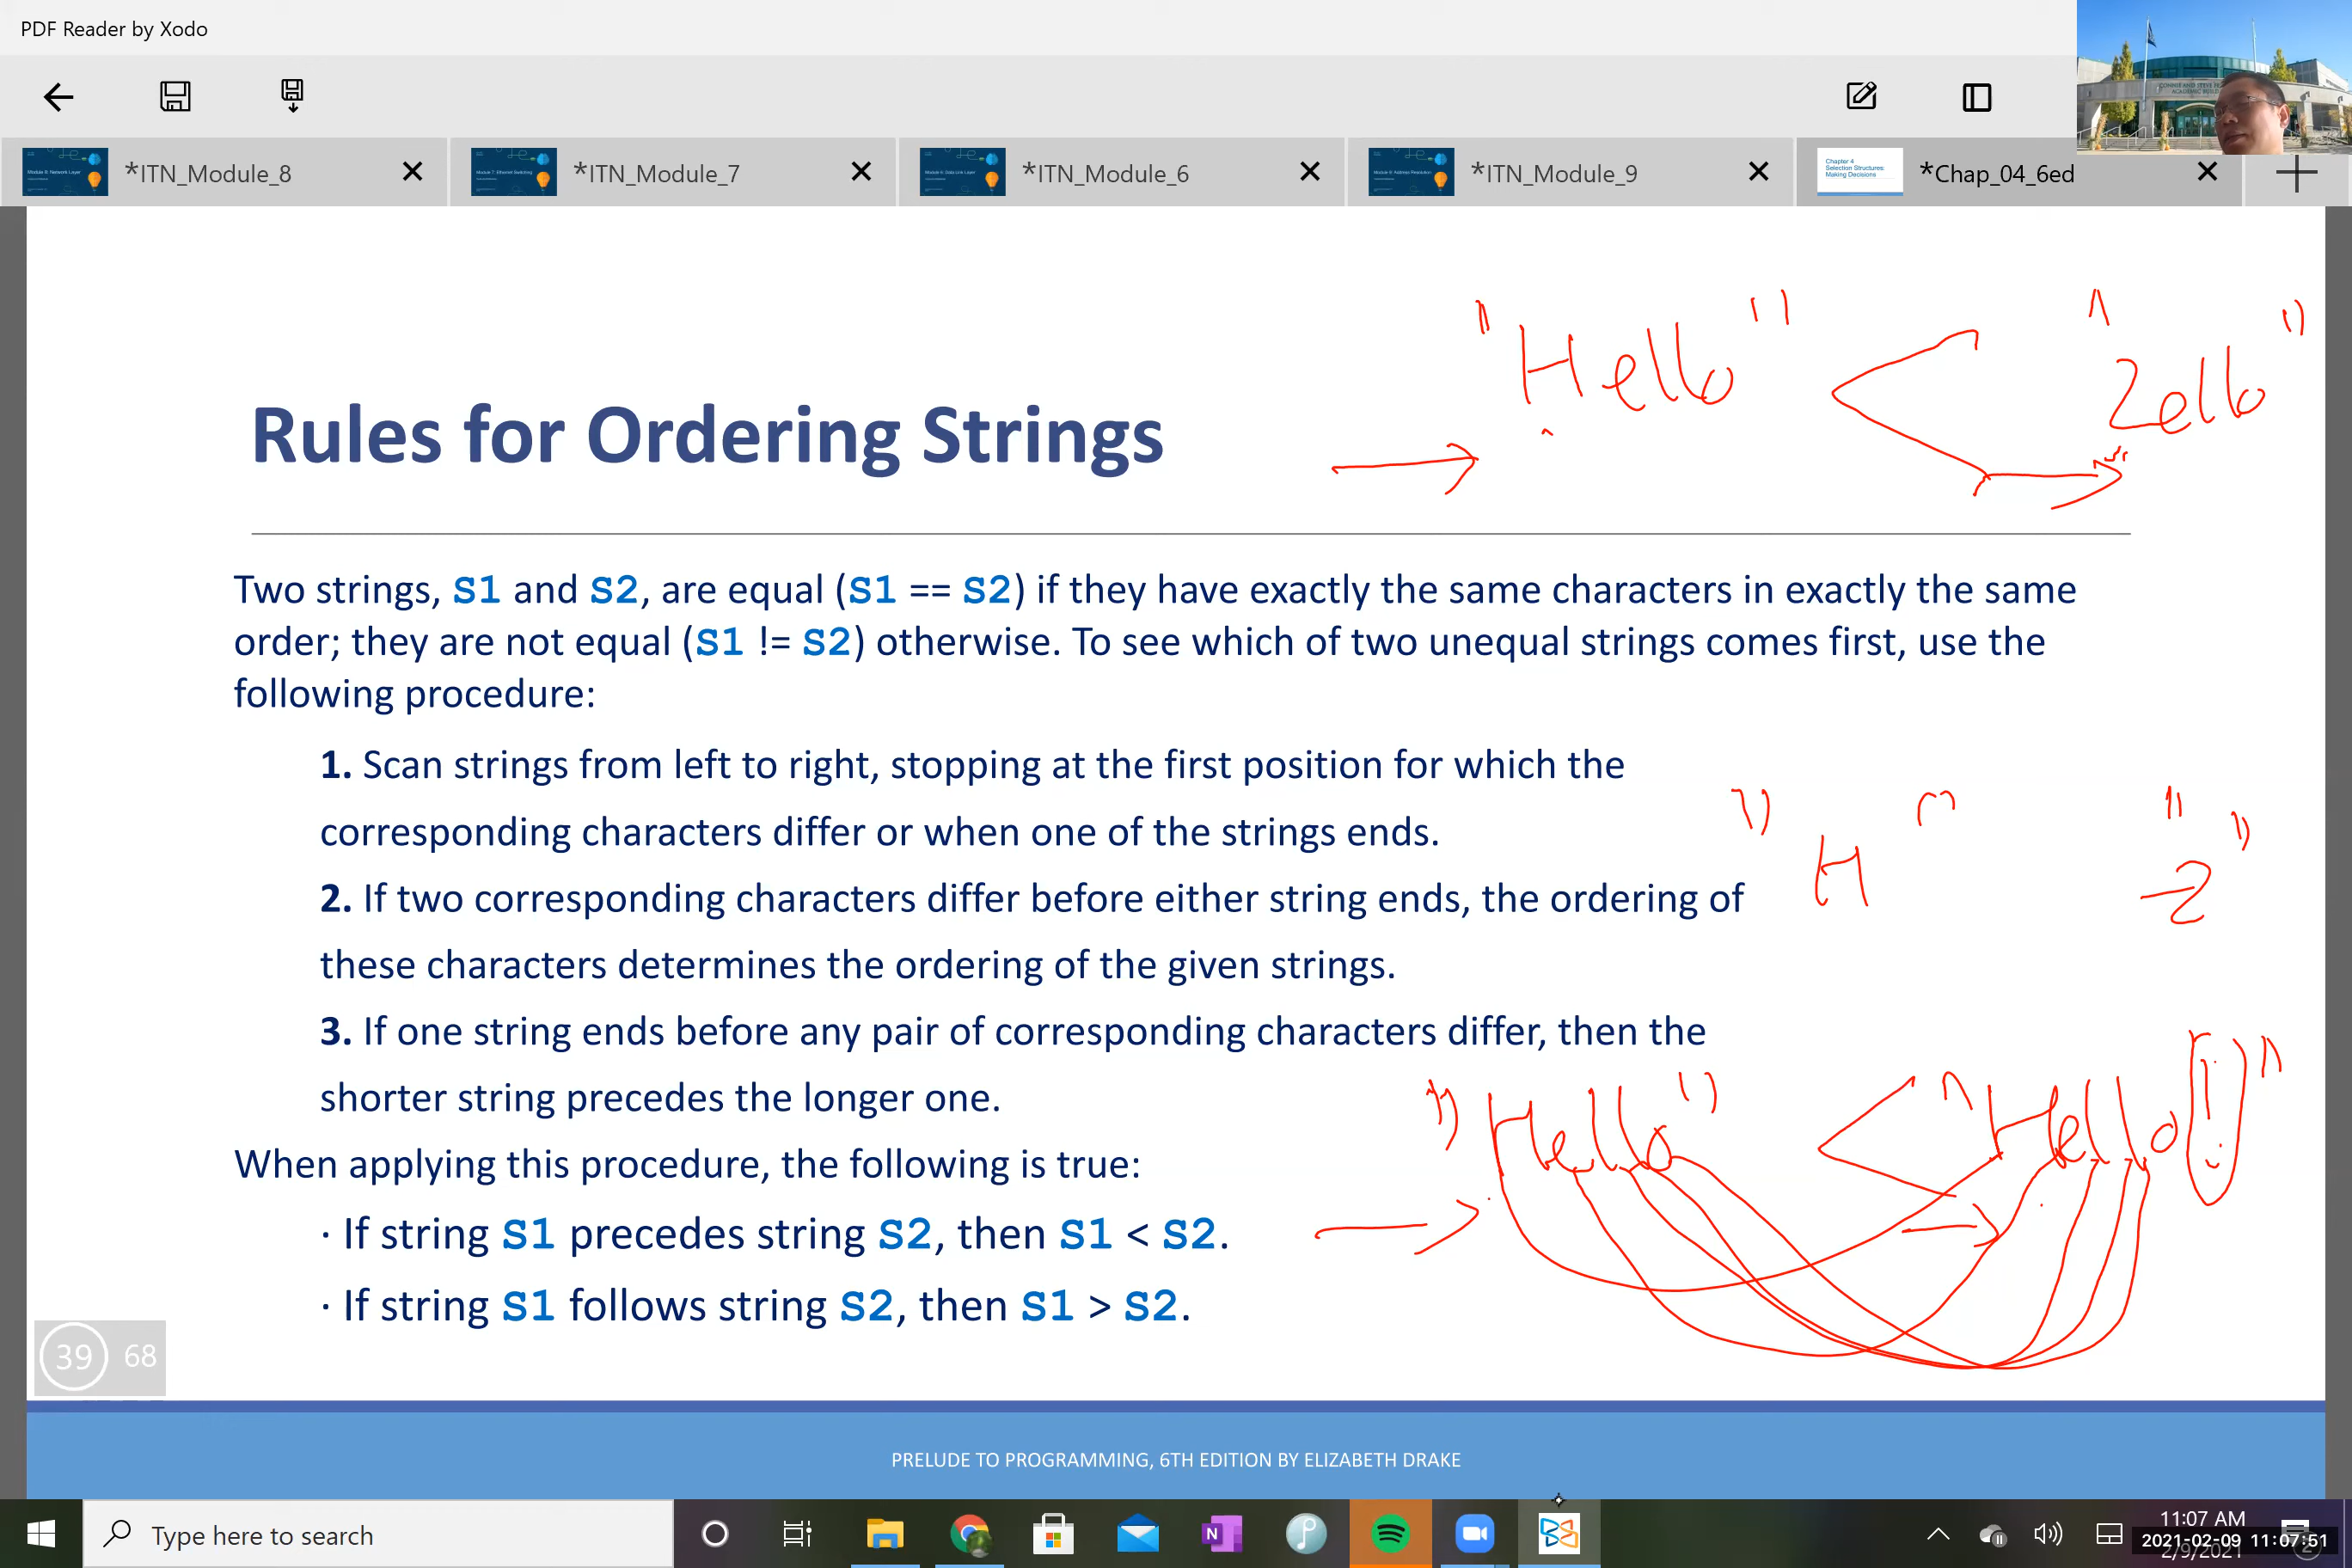 PDF Reader by Xodo
*ITN_Module_8
*ITN_Module_7
*ITN_Module_6
*ITN_Module_9
Chapter 4
Selection Structures:
Making Decisions
*Chap_04_6ed
"Hello" < "Zello"
Rules for Ordering Strings
Two strings, S1 and S2, are equal (S1 == S2) if they have exactly the same characters in exactly the same
order; they are not equal (S1 != S2) otherwise. To see which of two unequal strings comes first, use the
following procedure:
1. Scan strings from left to right, stopping at the first position for which the
corresponding characters differ or when one of the strings ends.
"H" "Z"
2. If two corresponding characters differ before either string ends, the ordering of
these characters determines the ordering of the given strings.
3. If one string ends before any pair of corresponding characters differ, then the
shorter string precedes the longer one.
"Hello" < "Hello!"
When applying this procedure, the following is true:
· If string S1 precedes string S2, then S1 < S2.
· If string S1 follows string S2, then S1 > S2.
39 68
PRELUDE TO PROGRAMMING, 6TH EDITION BY ELIZABETH DRAKE
Type here to search
11:07 AM
2021-02-09 11:07:51